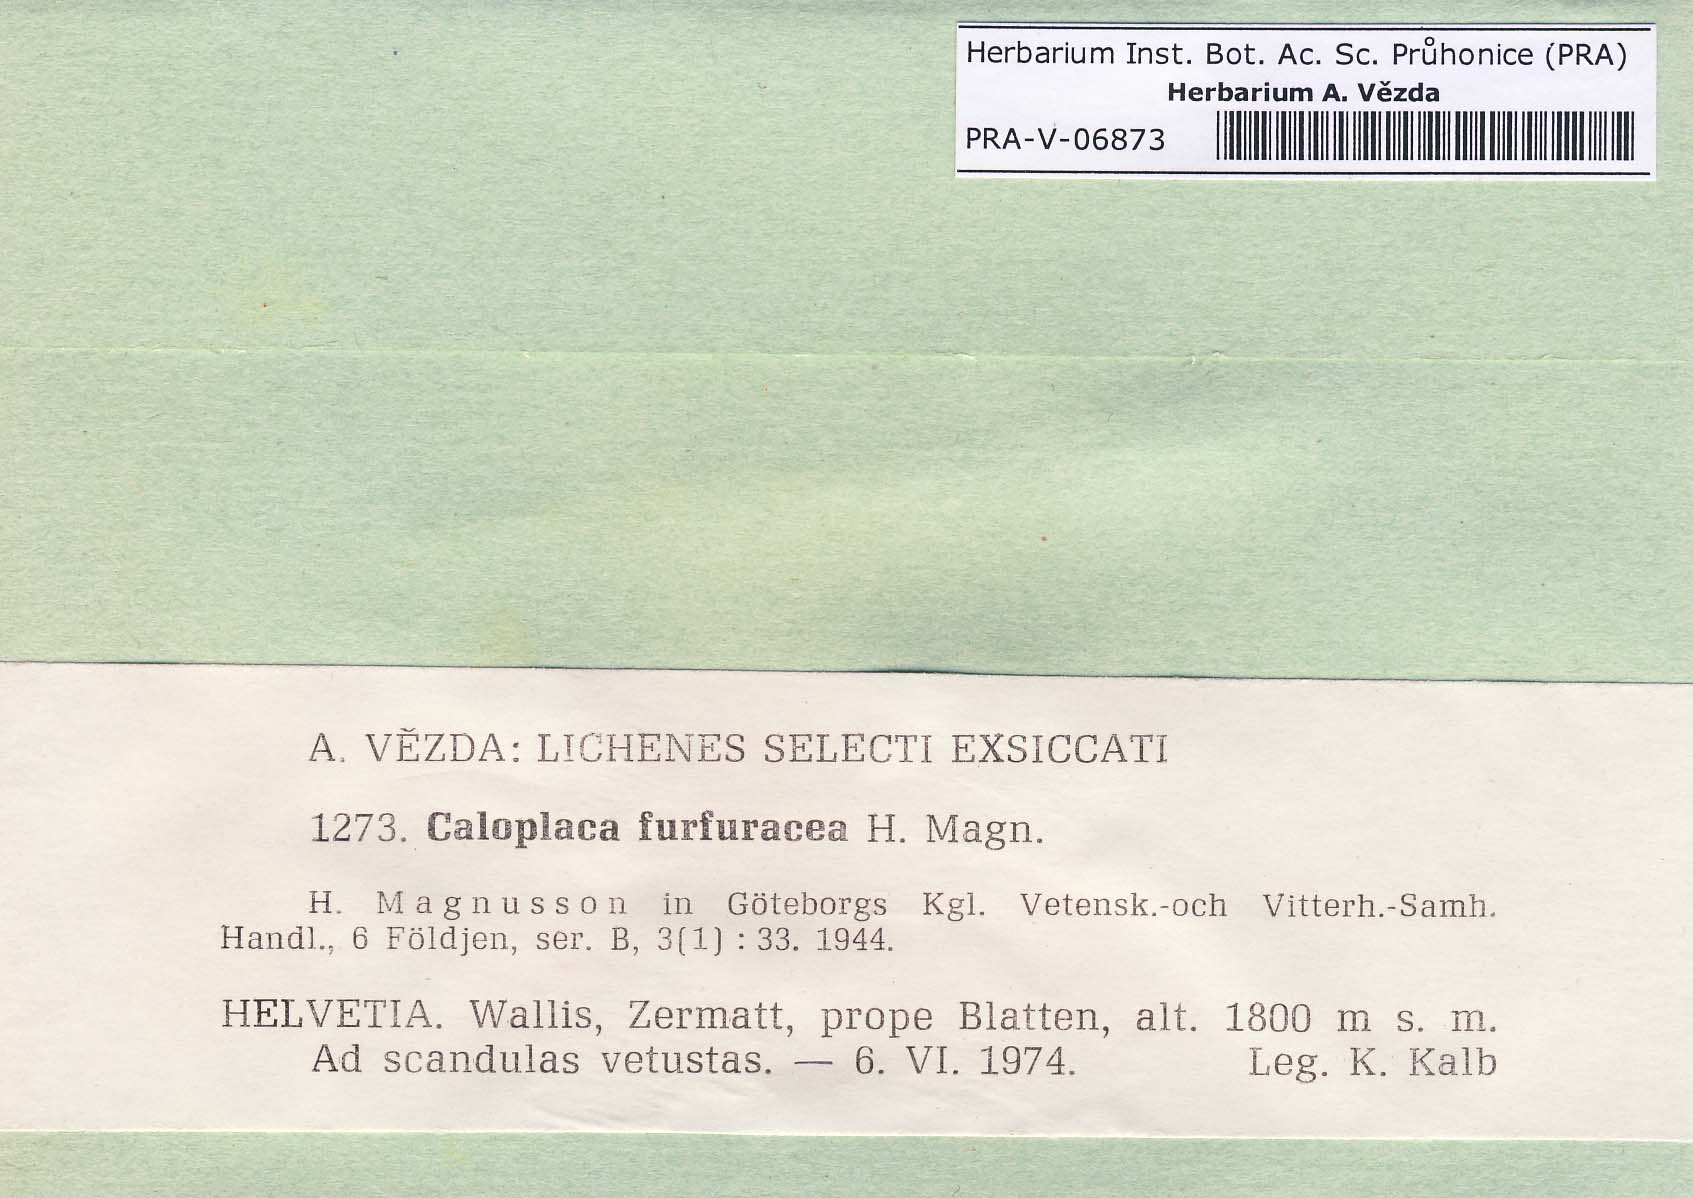 Herbarium Inst. Bot. Ac. Sc. Průhonice (PRA)
Herbarium A. Vězda
PRA-V-06873
A. VĚZDA: LICHENES SELECTI EXSICCATI
1273. Caloplaca furfuracea H. Magn.
H. Magnusson in Göteborgs Kgl. Vetensk.-och Vitterh.-Samh.
Handl., 6 Földjen, ser. B, 3(1) : 33. 1944.
HELVETIA. Wallis, Zermatt, prope Blatten, alt. 1800 m s. m.
Ad scandulas vetustas. — 6. VI. 1974. Leg. K. Kalb